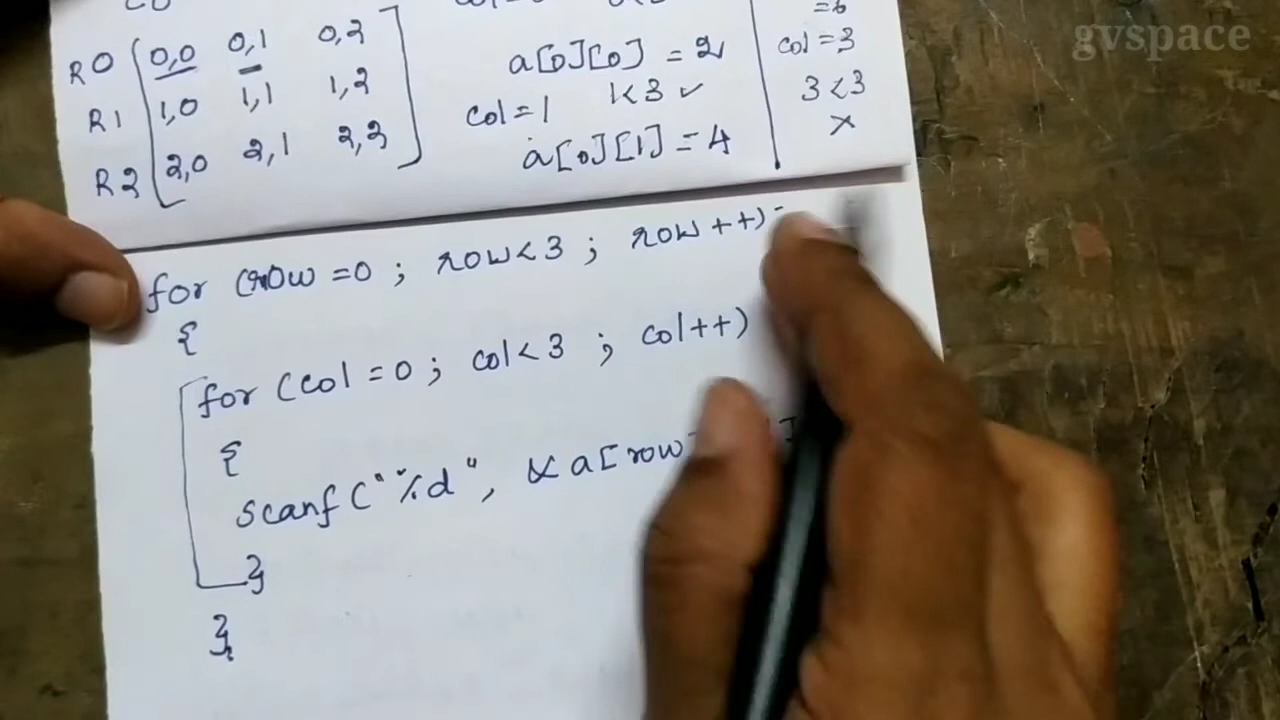 gvspace
R0 0,0 0,1 0,2
R1 1,0 1,1 1,2
R2 2,0 2,1 2,2
a[0][0] = 2
col = 1 1<3 ✓
a[0][1] = 4
=6
col = 3
3<3
×
for (row = 0 ; row < 3 ; row ++)
{
for (col = 0 ; col < 3 ; col ++)
{
scanf ("%d", & a[row]
}
}